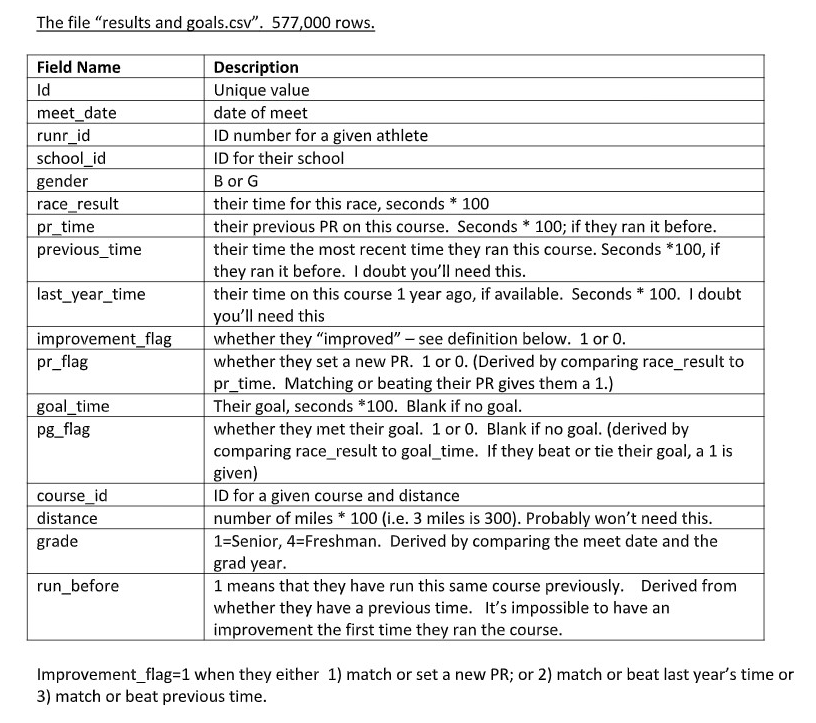 The file “results and goals.csv”.  577,000 rows.
Field Name Description
Id Unique value
meet_date date of meet
runr_id ID number for a given athlete
school_id ID for their school
gender B or G
race_result their time for this race, seconds * 100
pr_time their previous PR on this course.  Seconds * 100; if they ran it before.
previous_time their time the most recent time they ran this course. Seconds *100, if
they ran it before.  I doubt you’ll need this.
last_year_time their time on this course 1 year ago, if available.  Seconds * 100.  I doubt
you’ll need this
improvement_flag whether they “improved” – see definition below.  1 or 0.
pr_flag whether they set a new PR.  1 or 0. (Derived by comparing race_result to
pr_time.  Matching or beating their PR gives them a 1.)
goal_time Their goal, seconds *100.  Blank if no goal.
pg_flag whether they met their goal.  1 or 0.  Blank if no goal. (derived by
comparing race_result to goal_time.  If they beat or tie their goal, a 1 is
given)
course_id ID for a given course and distance
distance number of miles * 100 (i.e. 3 miles is 300). Probably won’t need this.
grade 1=Senior, 4=Freshman.  Derived by comparing the meet date and the
grad year.
run_before 1 means that they have run this same course previously.    Derived from
whether they have a previous time.   It’s impossible to have an
improvement the first time they ran the course.
Improvement_flag=1 when they either  1) match or set a new PR; or 2) match or beat last year’s time or
3) match or beat previous time.